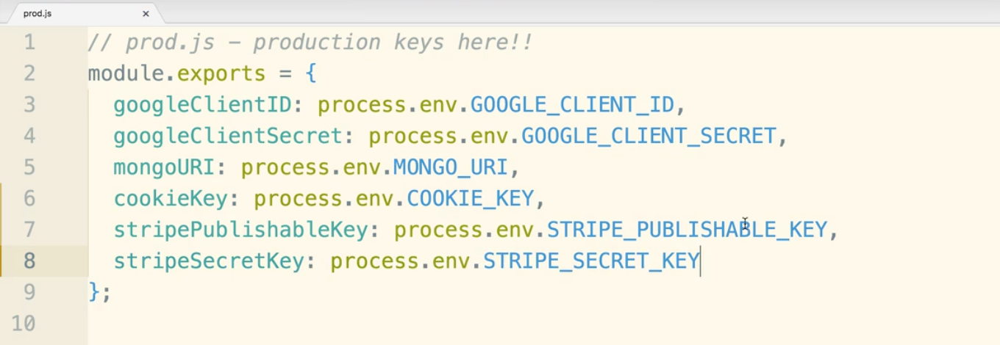 prod.js ×
1 // prod.js – production keys here!!
2 module.exports = {
3 googleClientID: process.env.GOOGLE_CLIENT_ID,
4 googleClientSecret: process.env.GOOGLE_CLIENT_SECRET,
5 mongoURI: process.env.MONGO_URI,
6 cookieKey: process.env.COOKIE_KEY,
7 stripePublishableKey: process.env.STRIPE_PUBLISHABLE_KEY,
8 stripeSecretKey: process.env.STRIPE_SECRET_KEY
9 };
10